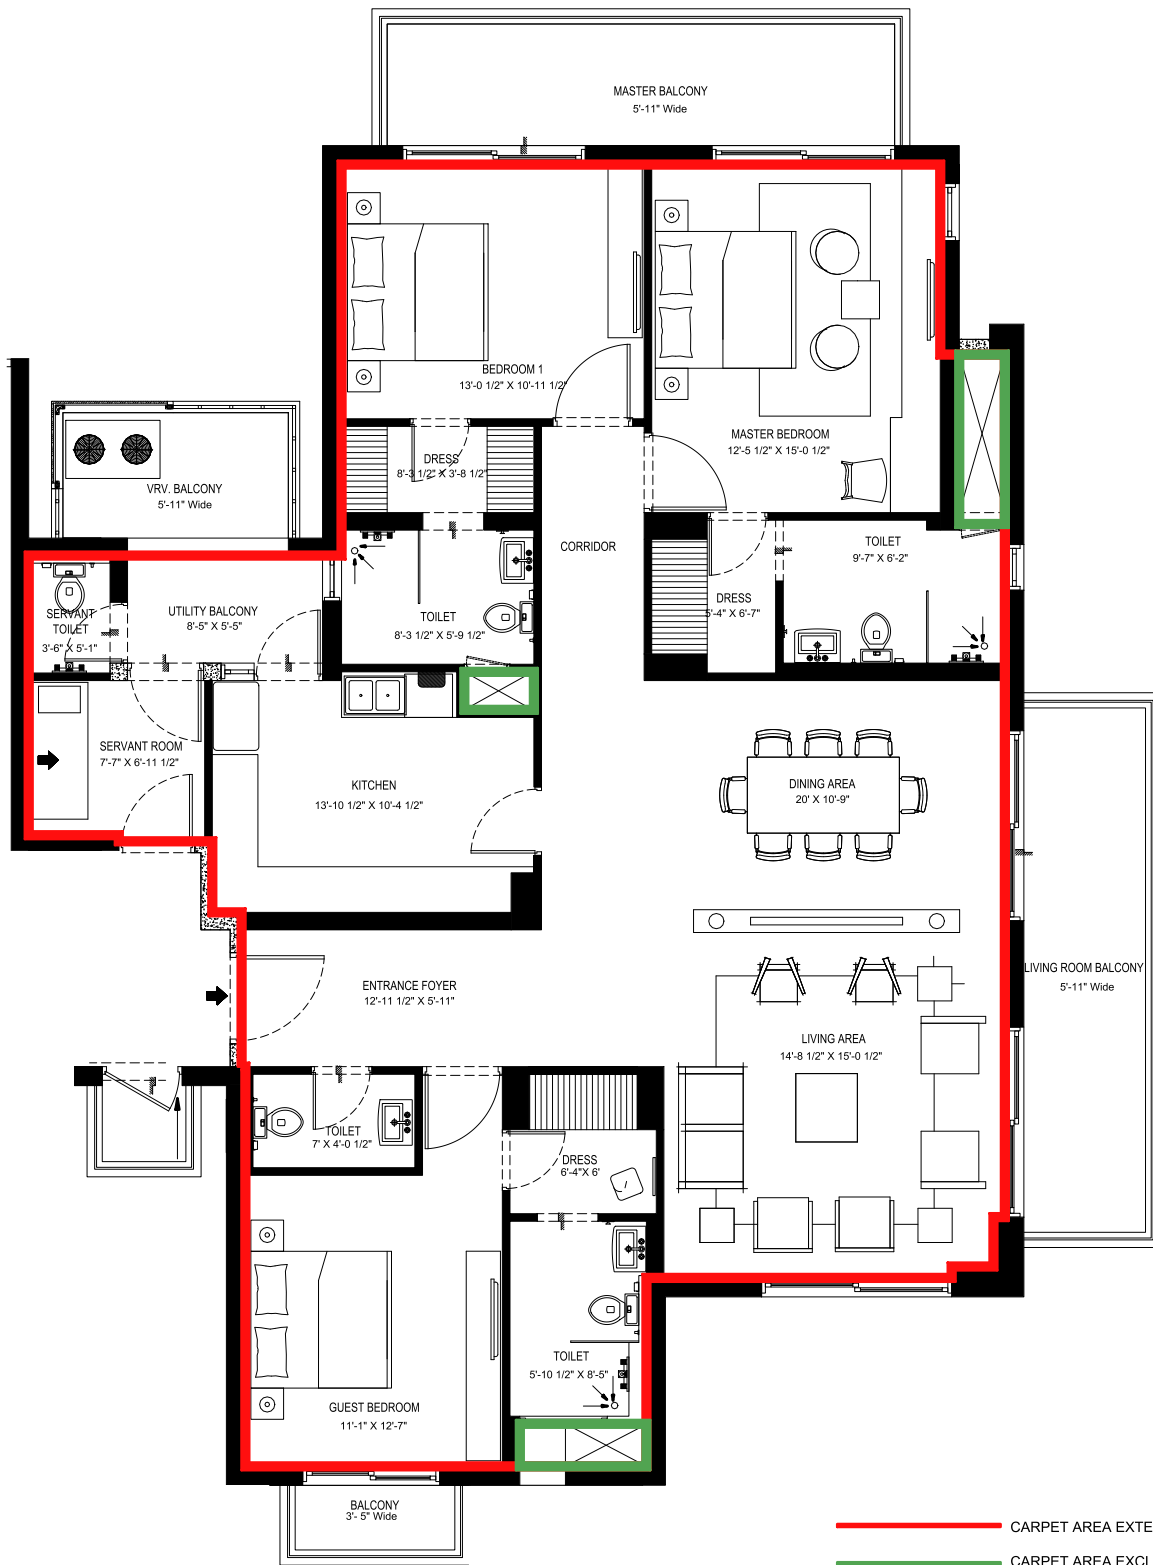 MASTER BALCONY
5'-11" Wide
BEDROOM 1
13'-0 1/2" X 10'-11 1/2"
MASTER BEDROOM
12'-5 1/2" X 15'-0 1/2"
DRESS
8'-3 1/2" X 3'-8 1/2"
VRV. BALCONY
5'-11" Wide
CORRIDOR
TOILET
9'-7" X 6'-2"
DRESS
5'-4" X 6'-7"
UTILITY BALCONY
8'-5" X 5'-5"
SERVANT
TOILET
3'-6" X 5'-1"
TOILET
8'-3 1/2" X 5'-9 1/2"
SERVANT ROOM
7'-7" X 6'-11 1/2"
KITCHEN
13'-10 1/2" X 10'-4 1/2"
DINING AREA
20' X 10'-9"
LIVING ROOM BALCONY
5'-11" Wide
ENTRANCE FOYER
12'-11 1/2" X 5'-11"
LIVING AREA
14'-8 1/2" X 15'-0 1/2"
TOILET
7' X 4'-0 1/2"
DRESS
6'-4"X 6'
TOILET
5'-10 1/2" X 8'-5"
GUEST BEDROOM
11'-1" X 12'-7"
BALCONY
3'- 5" Wide
CARPET AREA EXTE
CARPET AREA EXCL